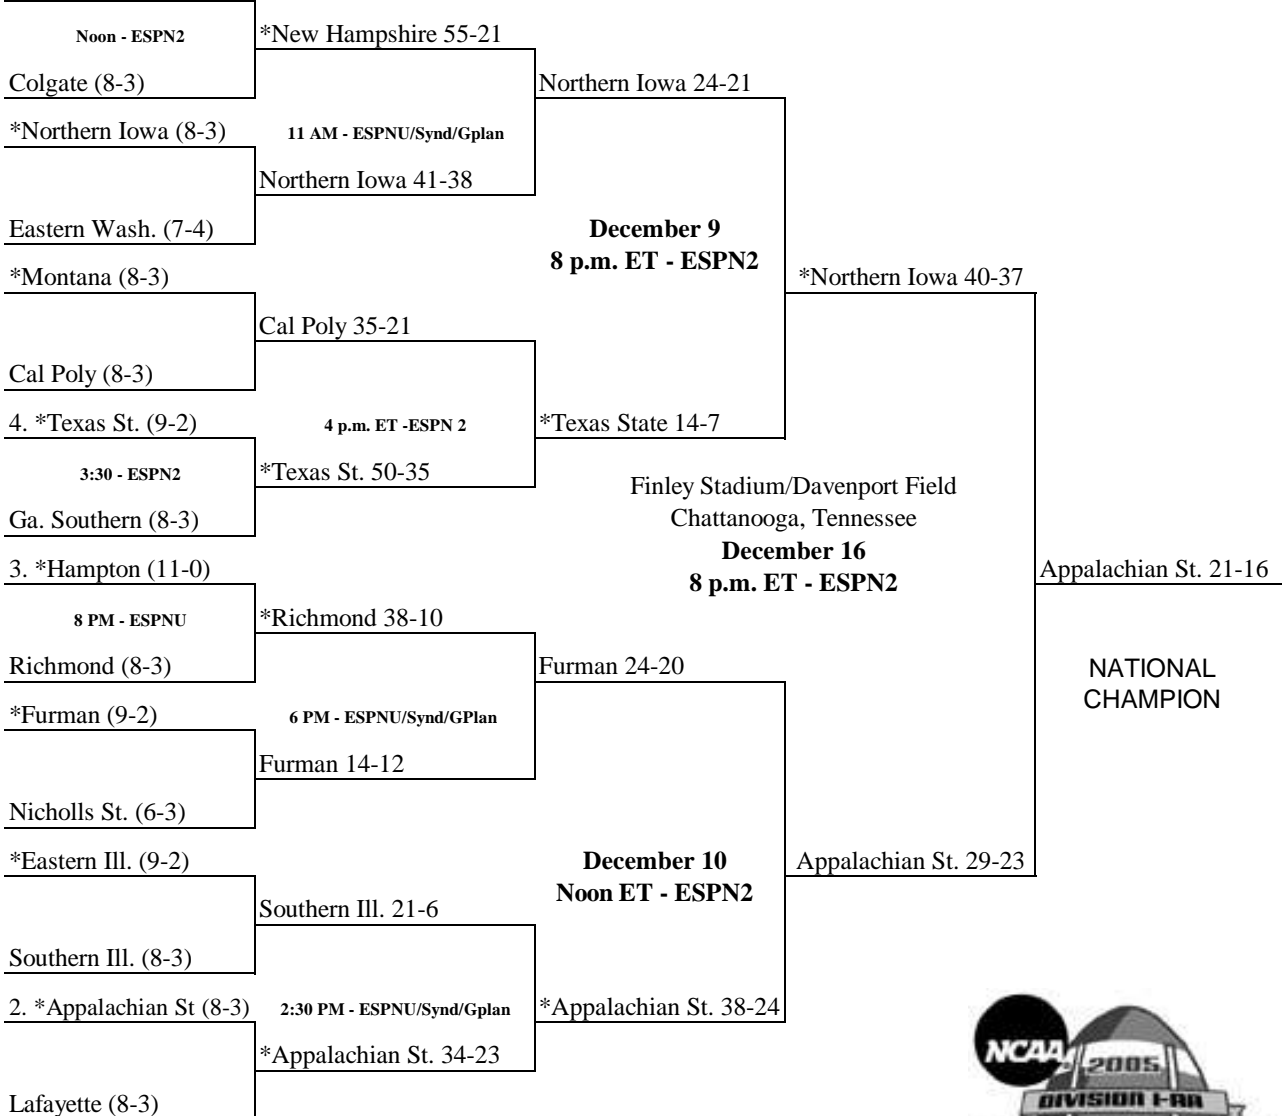 Noon - ESPN2
*New Hampshire 55-21
Colgate (8-3)
Northern Iowa 24-21
*Northern Iowa (8-3)
11 AM - ESPNU/Synd/Gplan
Northern Iowa 41-38
Eastern Wash. (7-4)
December 9
8 p.m. ET - ESPN2
*Montana (8-3)
*Northern Iowa 40-37
Cal Poly 35-21
Cal Poly (8-3)
4. *Texas St. (9-2)
4 p.m. ET -ESPN 2
*Texas State 14-7
3:30 - ESPN2
*Texas St. 50-35
Ga. Southern (8-3)
Finley Stadium/Davenport Field
Chattanooga, Tennessee
December 16
8 p.m. ET - ESPN2
3. *Hampton (11-0)
Appalachian St. 21-16
8 PM - ESPNU
*Richmond 38-10
Richmond (8-3)
Furman 24-20
NATIONAL
CHAMPION
*Furman (9-2)
6 PM - ESPNU/Synd/GPlan
Furman 14-12
Nicholls St. (6-3)
*Eastern Ill. (9-2)
December 10
Noon ET - ESPN2
Appalachian St. 29-23
Southern Ill. 21-6
Southern Ill. (8-3)
2. *Appalachian St (8-3)
2:30 PM - ESPNU/Synd/Gplan
*Appalachian St. 38-24
*Appalachian St. 34-23
Lafayette (8-3)
NCAA
2005
DIVISION I-AA